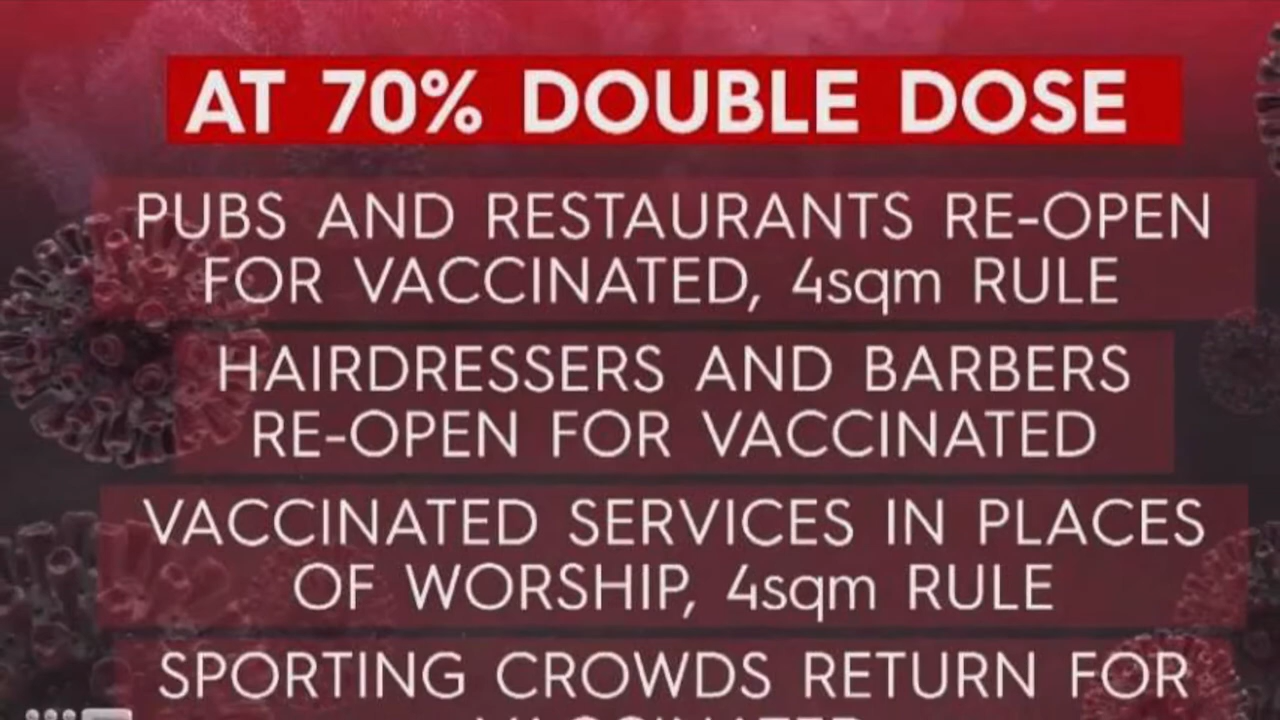 AT 70% DOUBLE DOSE
PUBS AND RESTAURANTS RE-OPEN
FOR VACCINATED, 4sqm RULE
HAIRDRESSERS AND BARBERS
RE-OPEN FOR VACCINATED
VACCINATED SERVICES IN PLACES
OF WORSHIP, 4sqm RULE
SPORTING CROWDS RETURN FOR